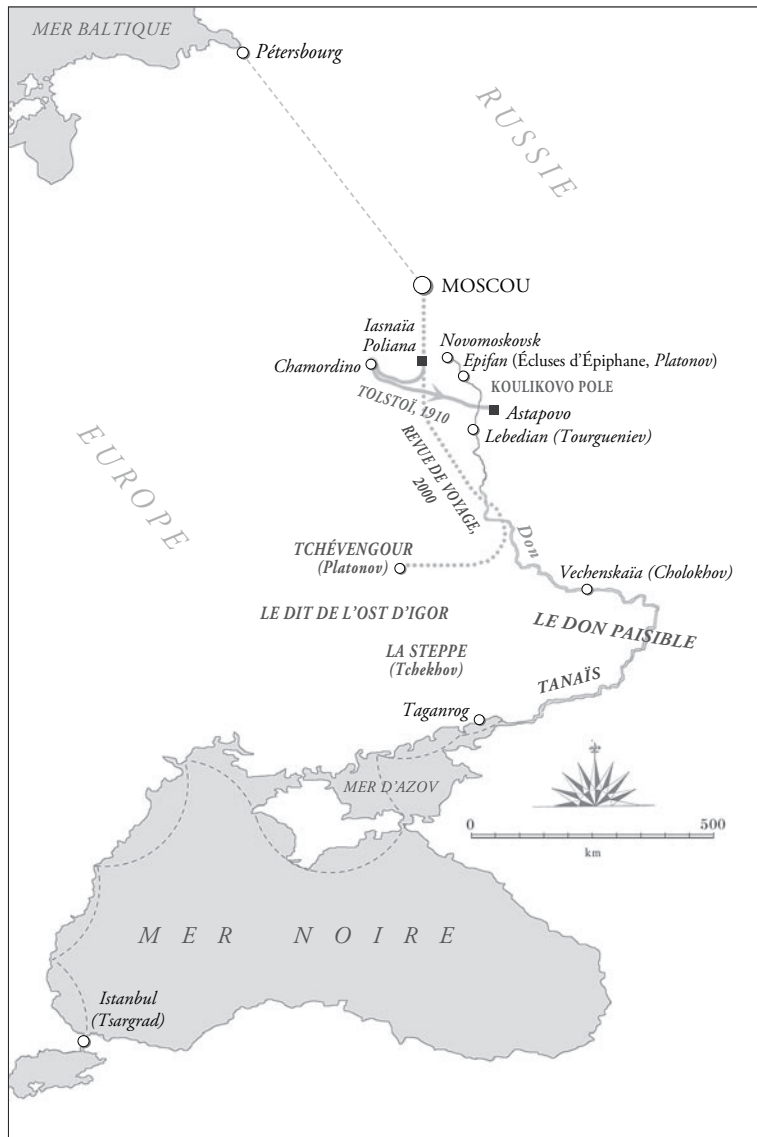 MER BALTIQUE
Pétersbourg
RUSSIE
MOSCOU
Iasnaïa
Poliana
Novomoskovsk
Chamordino
Epifan (Écluses d'Épiphane, Platonov)
KOULIKOVO POLE
TOLSTOÏ, 1910
Astapovo
Lebedian (Tourgueniev)
EUROPE
REVUE DE VOYAGE,
2000
Don
TCHÉVENGOUR
(Platonov)
Vechenskaïa (Cholokhov)
LE DIT DE L'OST D'IGOR
LE DON PAISIBLE
LA STEPPE
(Tchekhov)
TANAÏS
Taganrog
MER D'AZOV
0 500
km
MER NOIRE
Istanbul
(Tsargrad)